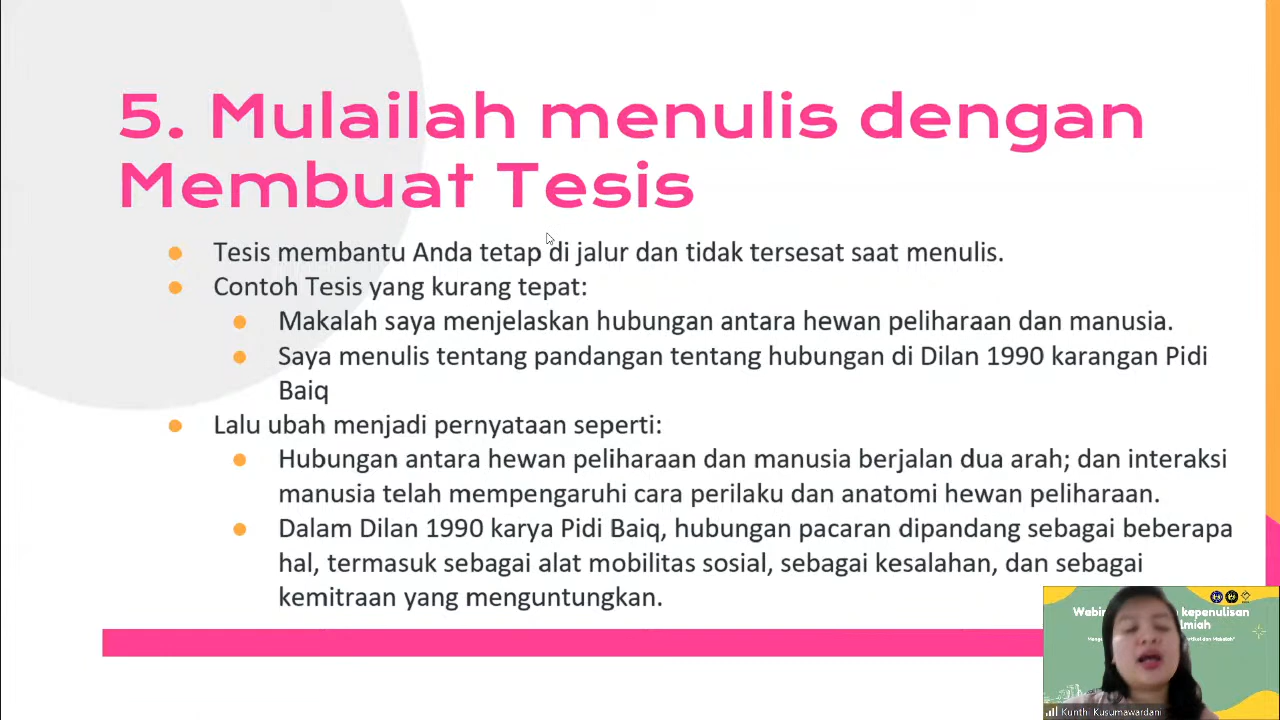 5. Mulailah menulis dengan
Membuat Tesis
Tesis membantu Anda tetap di jalur dan tidak tersesat saat menulis.
Contoh Tesis yang kurang tepat:
Makalah saya menjelaskan hubungan antara hewan peliharaan dan manusia.
Saya menulis tentang pandangan tentang hubungan di Dilan 1990 karangan Pidi
Baiq
Lalu ubah menjadi pernyataan seperti:
Hubungan antara hewan peliharaan dan manusia berjalan dua arah; dan interaksi
manusia telah mempengaruhi cara perilaku dan anatomi hewan peliharaan.
Dalam Dilan 1990 karya Pidi Baiq, hubungan pacaran dipandang sebagai beberapa
hal, termasuk sebagai alat mobilitas sosial, sebagai kesalahan, dan sebagai
kemitraan yang menguntungkan.
kepenulisan
Kunthi Kusumawardani